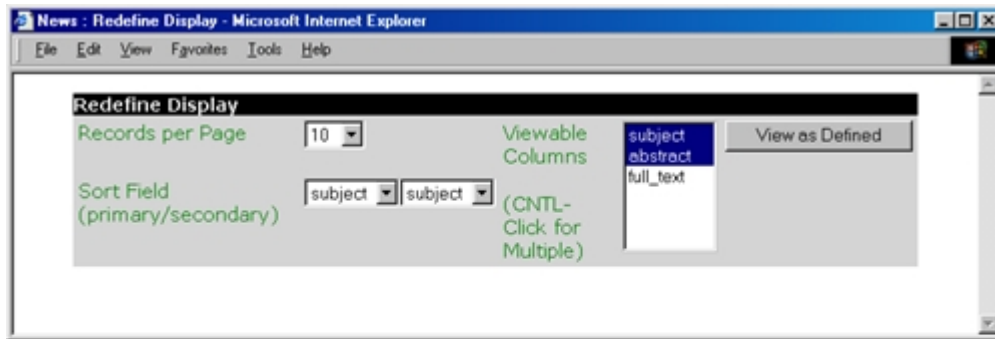 News : Redefine Display - Microsoft Internet Explorer
File Edit View Favorites Tools Help
Redefine Display
Records per Page
10
Viewable
Columns
subject
abstract
full_text
View as Defined
Sort Field
(primary/secondary)
subject
subject
(CNTL-
Click for
Multiple)